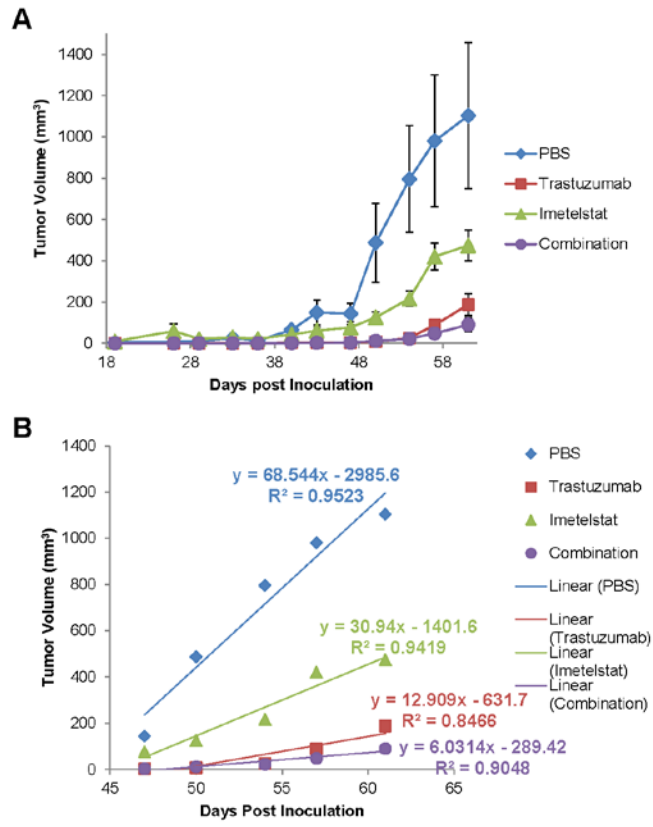 A
1400
1200
1000
800
600
400
200
0
Tumor Volume (mm³)
18 28 38 48 58
Days post Inoculation
PBS
Trastuzumab
Imetelstat
Combination
B
1400
1200
1000
800
600
400
200
0
Tumor Volume (mm³)
y = 68.544x - 2985.6
R² = 0.9523
y = 30.94x - 1401.6
R² = 0.9419
y = 12.909x - 631.7
R² = 0.8466
y = 6.0314x - 289.42
R² = 0.9048
45 50 55 60 65
Days Post Inoculation
PBS
Trastuzumab
Imetelstat
Combination
Linear (PBS)
Linear
(Trastuzumab)
Linear
(Imetelstat)
Linear
(Combination)